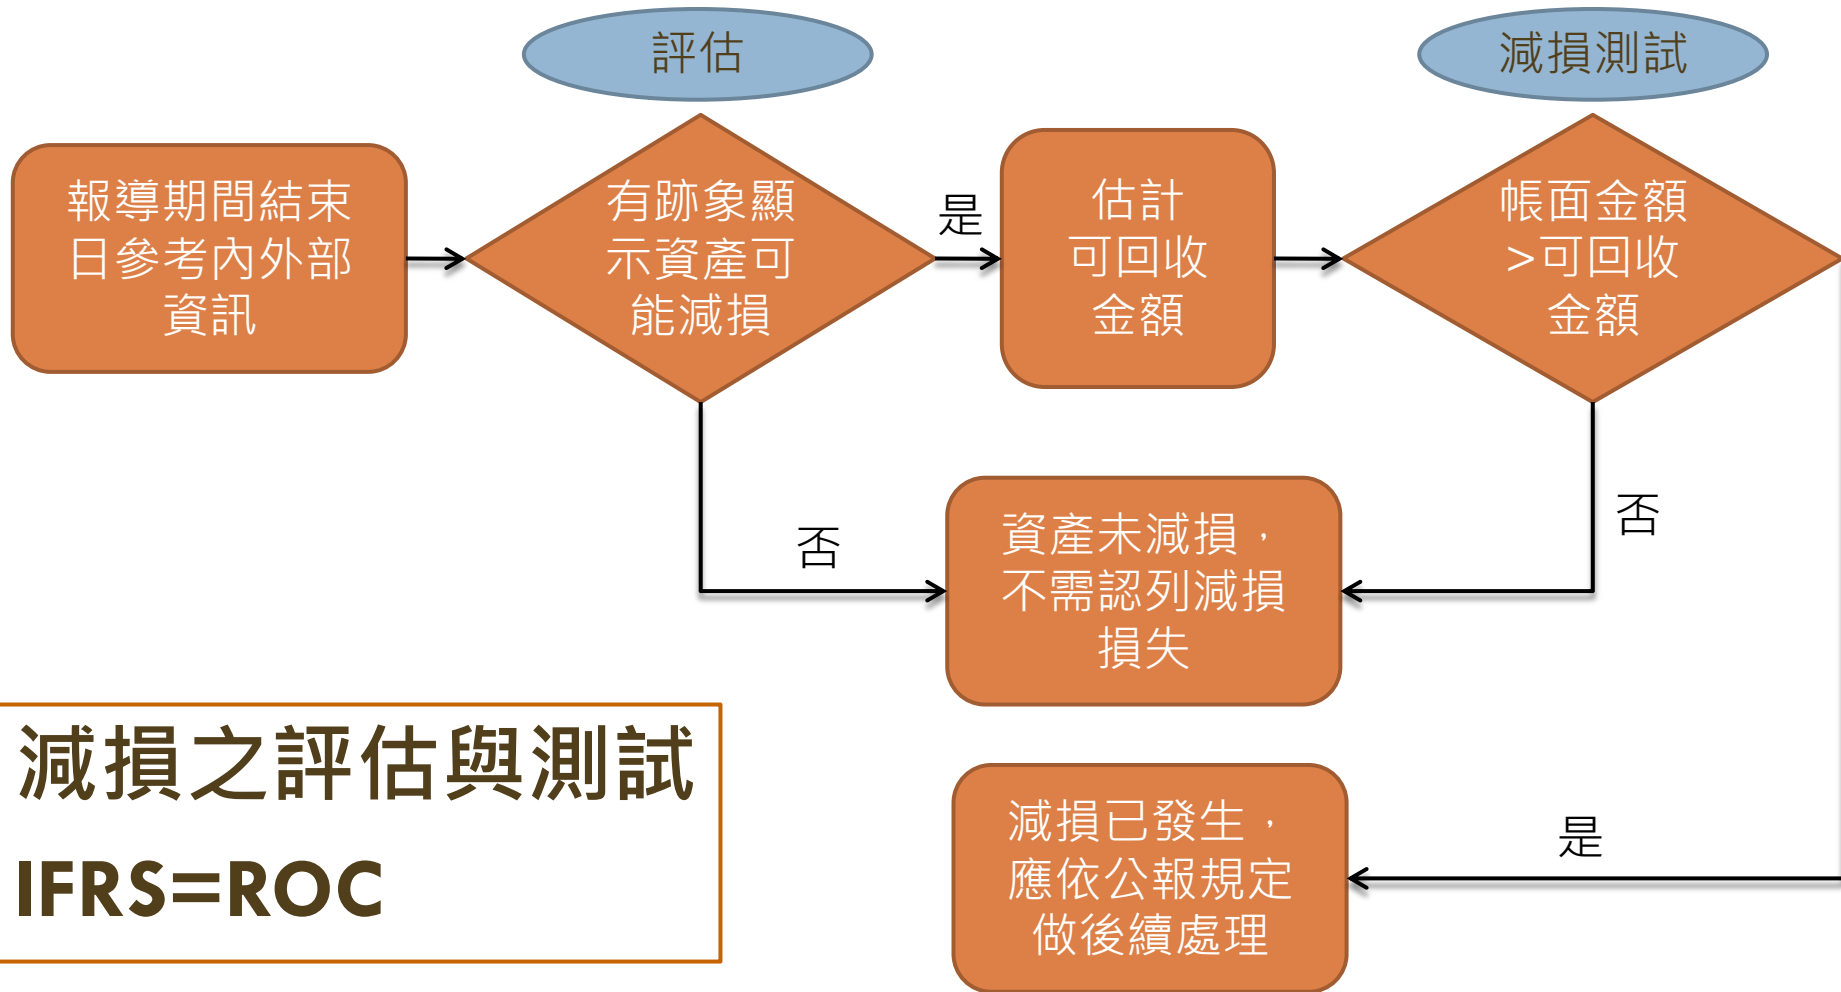 評估
減損測試
報導期間結束
日參考內外部
資訊
有跡象顯
示資產可
能減損
是
估計
可回收
金額
帳面金額
>可回收
金額
否
資產未減損，
不需認列減損
損失
否
減損之評估與測試
IFRS=ROC
減損已發生，
應依公報規定
做後續處理
是